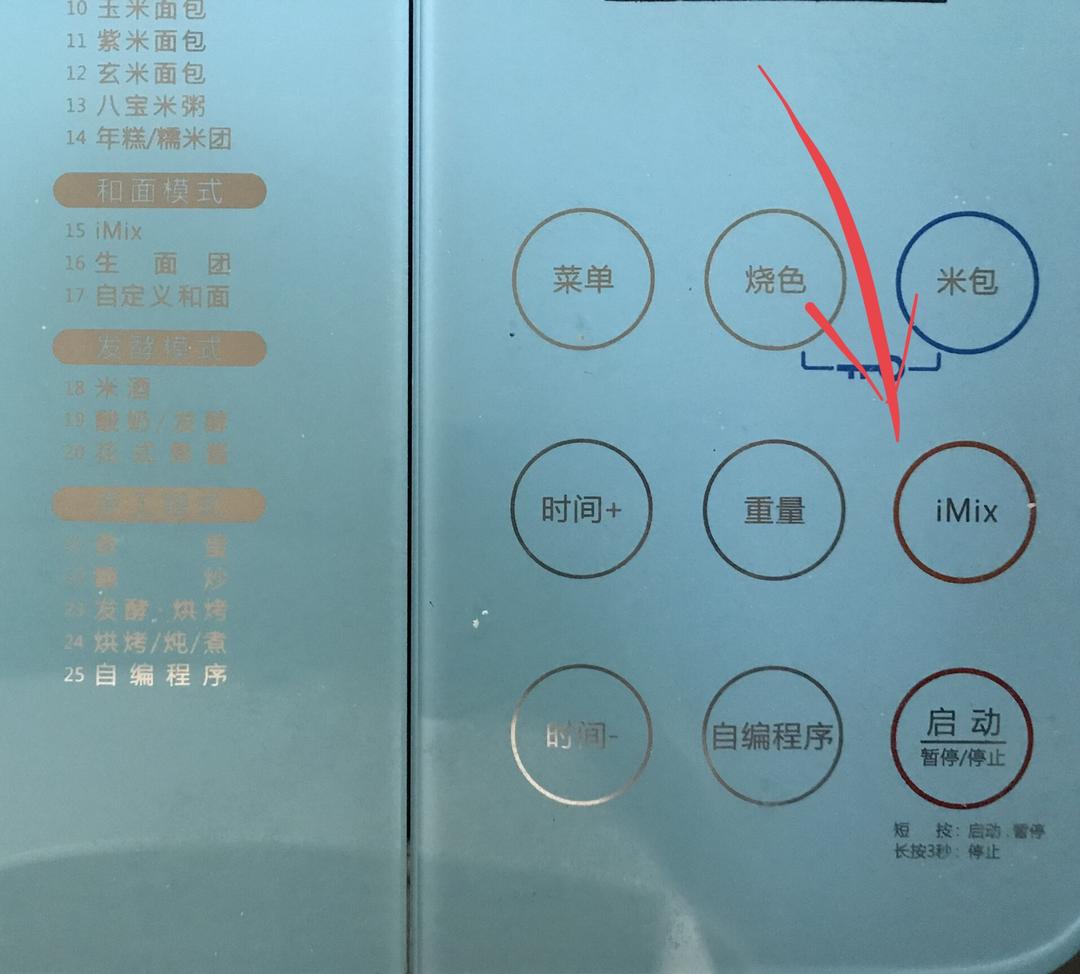 10 玉米面包
11 紫米面包
12 玄米面包
13 八宝米粥
14 年糕/糯米团
和面模式
15 iMix
16 生面团
17 自定义和面
发酵模式
18 米酒
19 酸奶/发酵
20
炒
23 发酵·烘烤
24 烘烤/炖/煮
25 自编程序
菜单
烧色
米包
时间+
重量
iMix
时间-
自编程序
启动
暂停/停止
短按：启动.暂停
长按3秒：停止